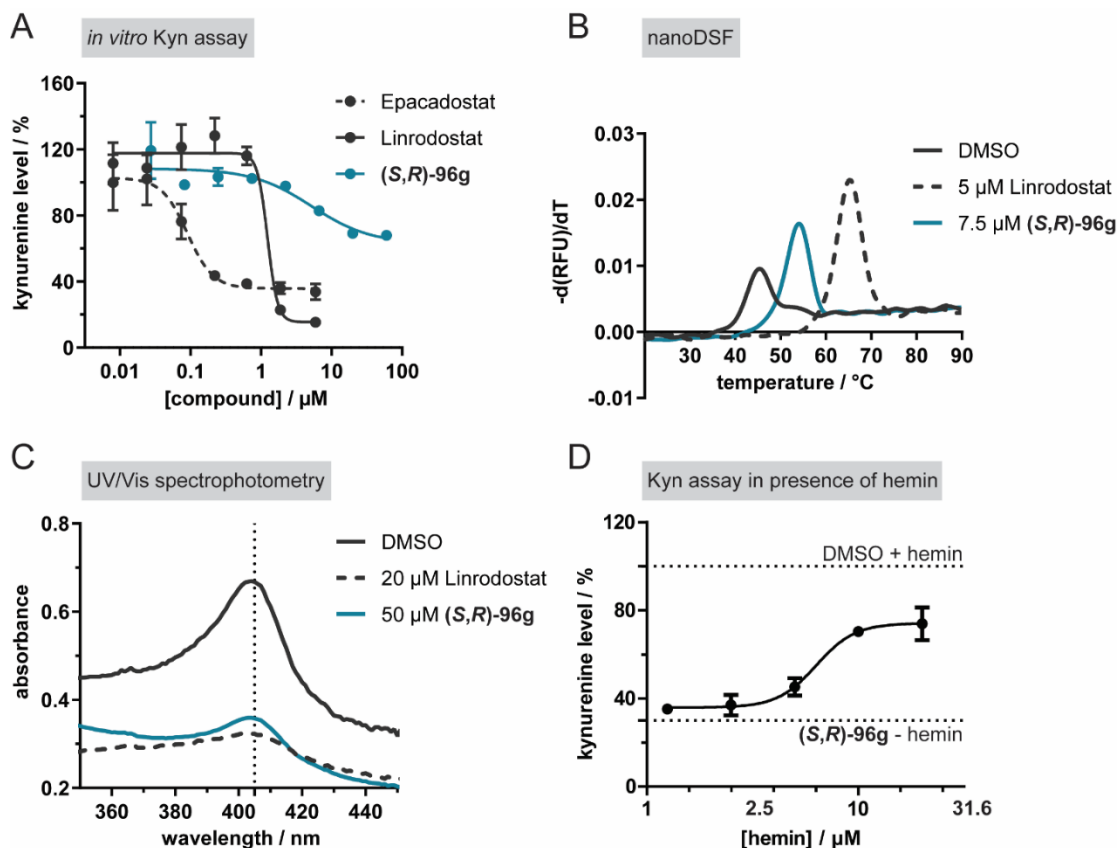 A
in vitro Kyn assay
160
120
80
40
0
kynurenine level / %
0.01 0.1 1 10 100
[compound] / µM
Epacadostat
Linrodostat
(S,R)-96g
B
nanoDSF
0.03
0.02
0.01
0.00
-0.01
-d(RFU)/dT
30 40 50 60 70 80 90
temperature / °C
DMSO
5 µM Linrodostat
7.5 µM (S,R)-96g
C
UV/Vis spectrophotometry
0.8
0.6
0.4
0.2
absorbance
360 380 400 420 440
wavelength / nm
DMSO
20 µM Linrodostat
50 µM (S,R)-96g
D
Kyn assay in presence of hemin
120
80
40
0
kynurenine level / %
DMSO + hemin
(S,R)-96g - hemin
1 2.5 10 31.6
[hemin] / µM